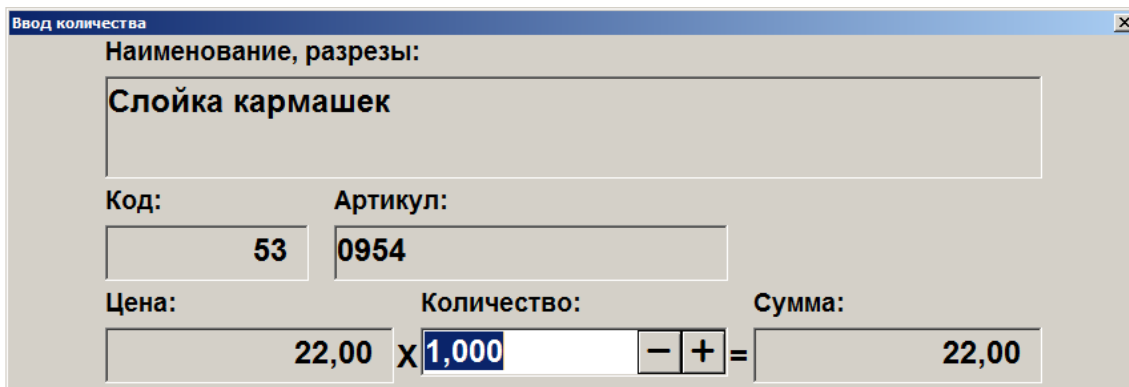 Ввод количества
Наименование, разрезы:
Слойка кармашек
Код: Артикул:
53 0954
Цена: Количество: Сумма:
22,00 X 1,000 − + = 22,00